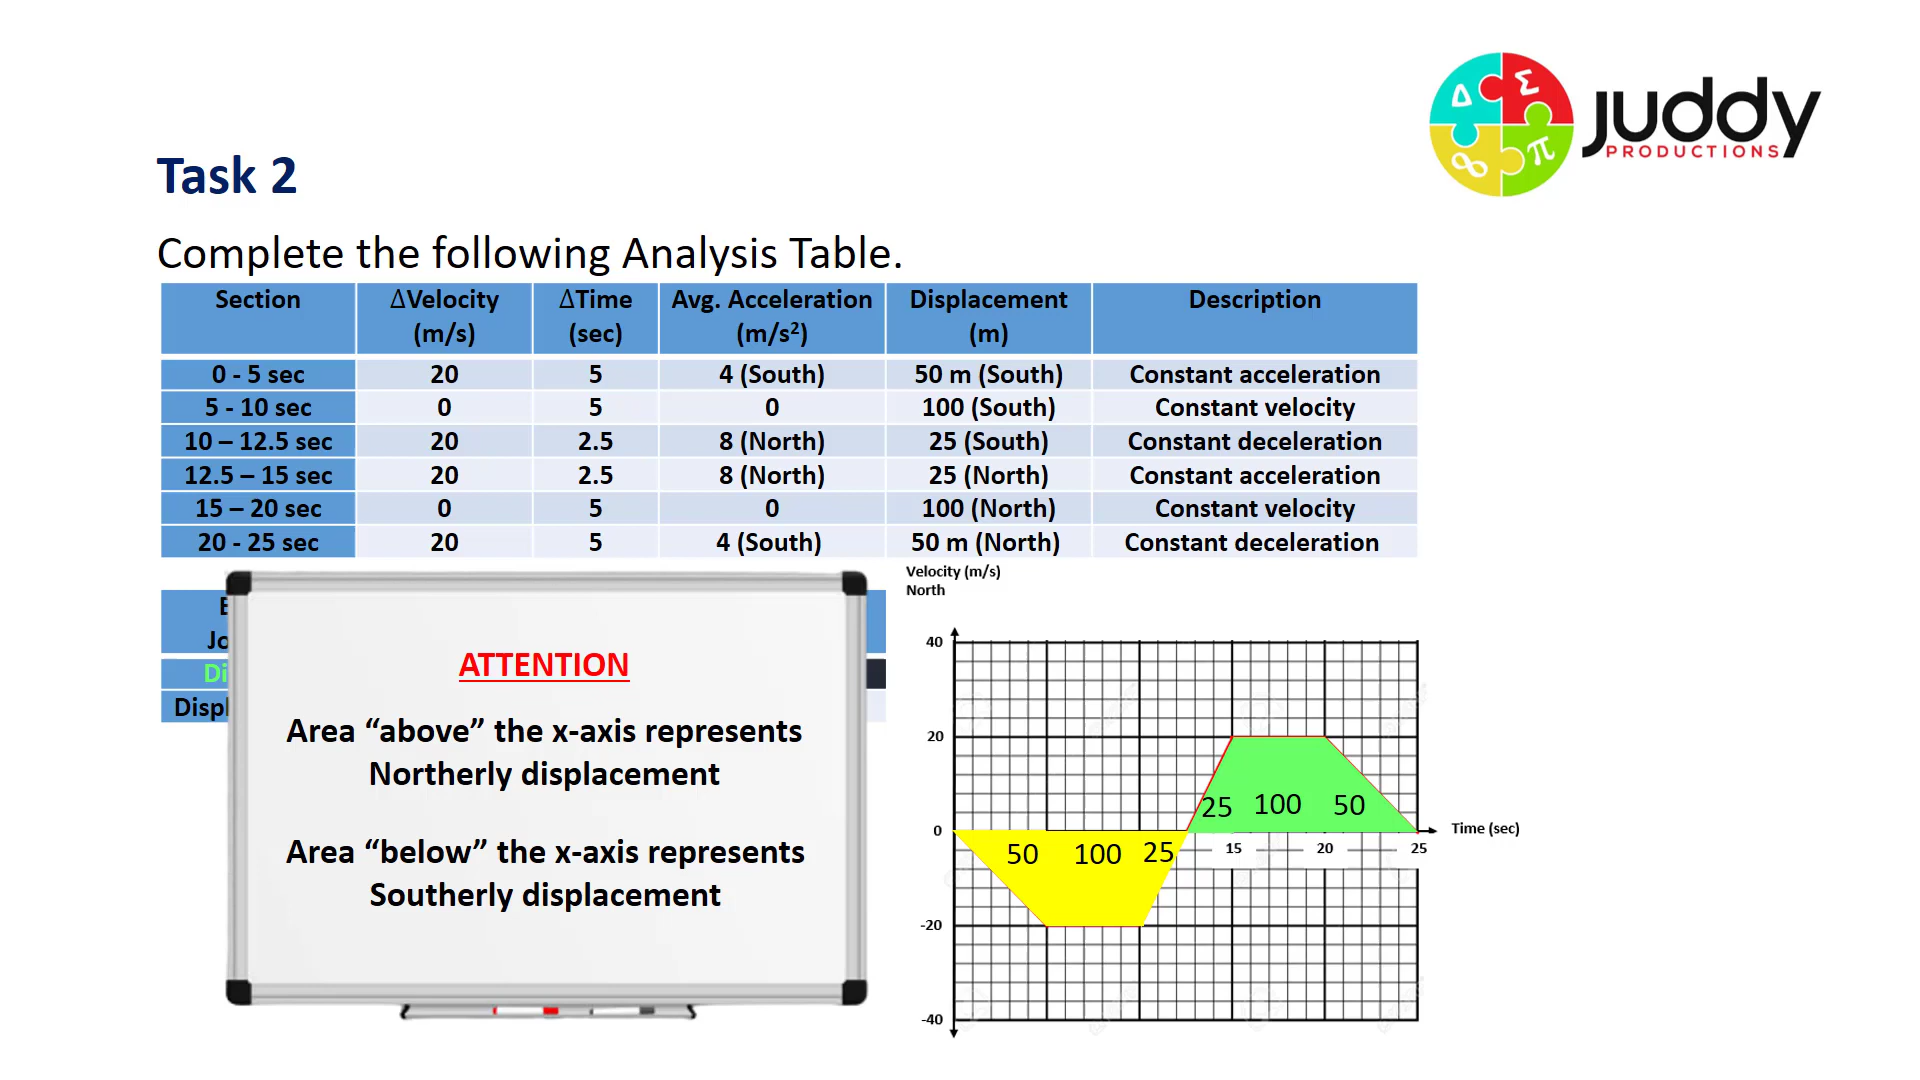 Δ Σ
∞ π
juddy
PRODUCTIONS
Task 2
Complete the following Analysis Table.
Section ΔVelocity (m/s) ΔTime (sec) Avg. Acceleration (m/s²) Displacement (m) Description
0 - 5 sec 20 5 4 (South) 50 m (South) Constant acceleration
5 - 10 sec 0 5 0 100 (South) Constant velocity
10 – 12.5 sec 20 2.5 8 (North) 25 (South) Constant deceleration
12.5 – 15 sec 20 2.5 8 (North) 25 (North) Constant acceleration
15 – 20 sec 0 5 0 100 (North) Constant velocity
20 - 25 sec 20 5 4 (South) 50 m (North) Constant deceleration
ATTENTION
Area “above” the x-axis represents
Northerly displacement
Area “below” the x-axis represents
Southerly displacement
Velocity (m/s)
North
40
20
0
-20
-40
25 100 50
50 100 25
15 20 25
Time (sec)